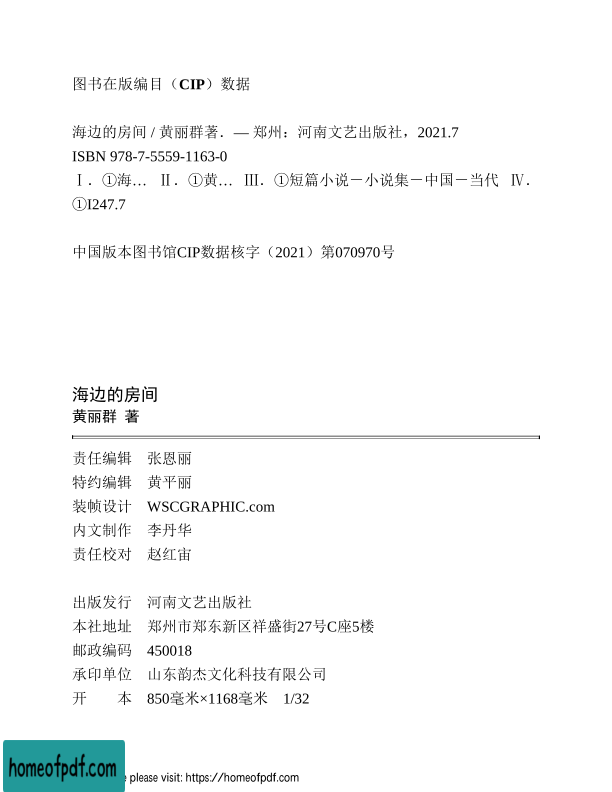 图书在版编目（CIP）数据
海边的房间 / 黄丽群著．— 郑州：河南文艺出版社，2021.7
ISBN 978-7-5559-1163-0
Ⅰ．①海… Ⅱ．①黄… Ⅲ．①短篇小说－小说集－中国－当代 Ⅳ．
①I247.7
中国版本图书馆CIP数据核字（2021）第070970号
海边的房间
黄丽群 著
责任编辑 张恩丽
特约编辑 黄平丽
装帧设计 WSCGRAPHIC.com
内文制作 李丹华
责任校对 赵红宙
出版发行 河南文艺出版社
本社地址 郑州市郑东新区祥盛街27号C座5楼
邮政编码 450018
承印单位 山东韵杰文化科技有限公司
开 本 850毫米×1168毫米 1/32
homeofpdf.com
please visit: https://homeofpdf.com